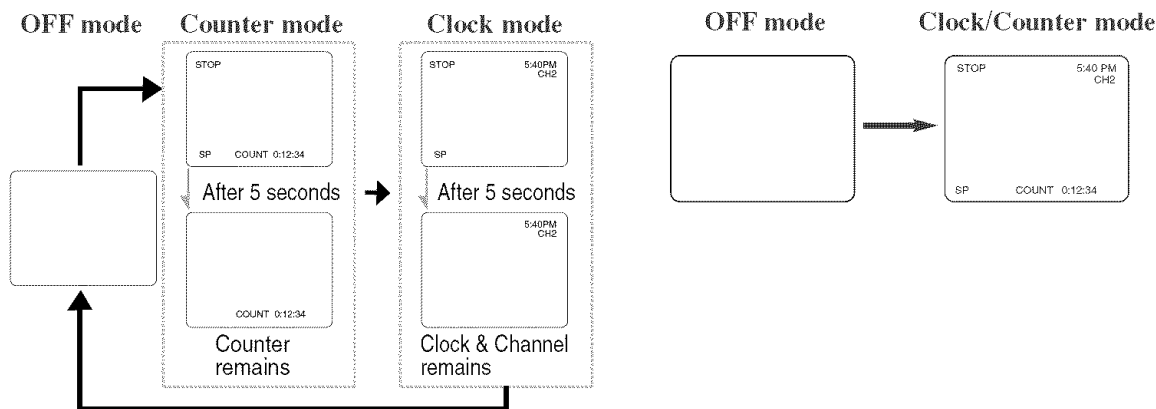 OFF mode
Counter mode
Clock mode
STOP
SP COUNT 0:12:34
After 5 seconds
COUNT 0:12:34
Counter
remains
STOP 5:40PM
CH2
SP
After 5 seconds
5:40PM
CH2
Clock & Channel
remains
OFF mode
Clock/Counter mode
STOP 5:40 PM
CH2
SP COUNT 0:12:34